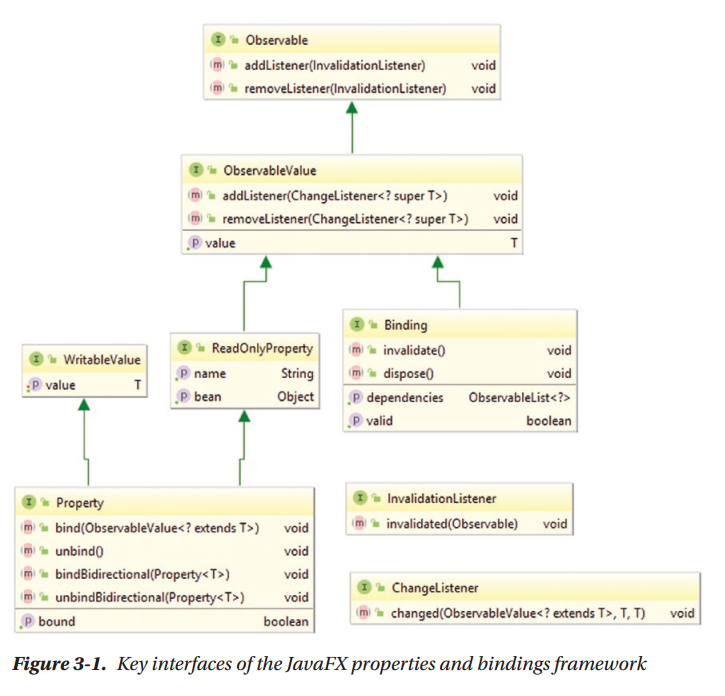 Observable
addListener(InvalidationListener) void
removeListener(InvalidationListener) void
ObservableValue
addListener(ChangeListener<? super T>) void
removeListener(ChangeListener<? super T>) void
value T
WritableValue
value T
ReadOnlyProperty
name String
bean Object
Binding
invalidate() void
dispose() void
dependencies ObservableList<?>
valid boolean
Property
bind(ObservableValue<? extends T>) void
unbind() void
bindBidirectional(Property<T>) void
unbindBidirectional(Property<T>) void
bound boolean
InvalidationListener
invalidated(Observable) void
ChangeListener
changed(ObservableValue<? extends T>, T, T) void
Figure 3-1. Key interfaces of the JavaFX properties and bindings framework